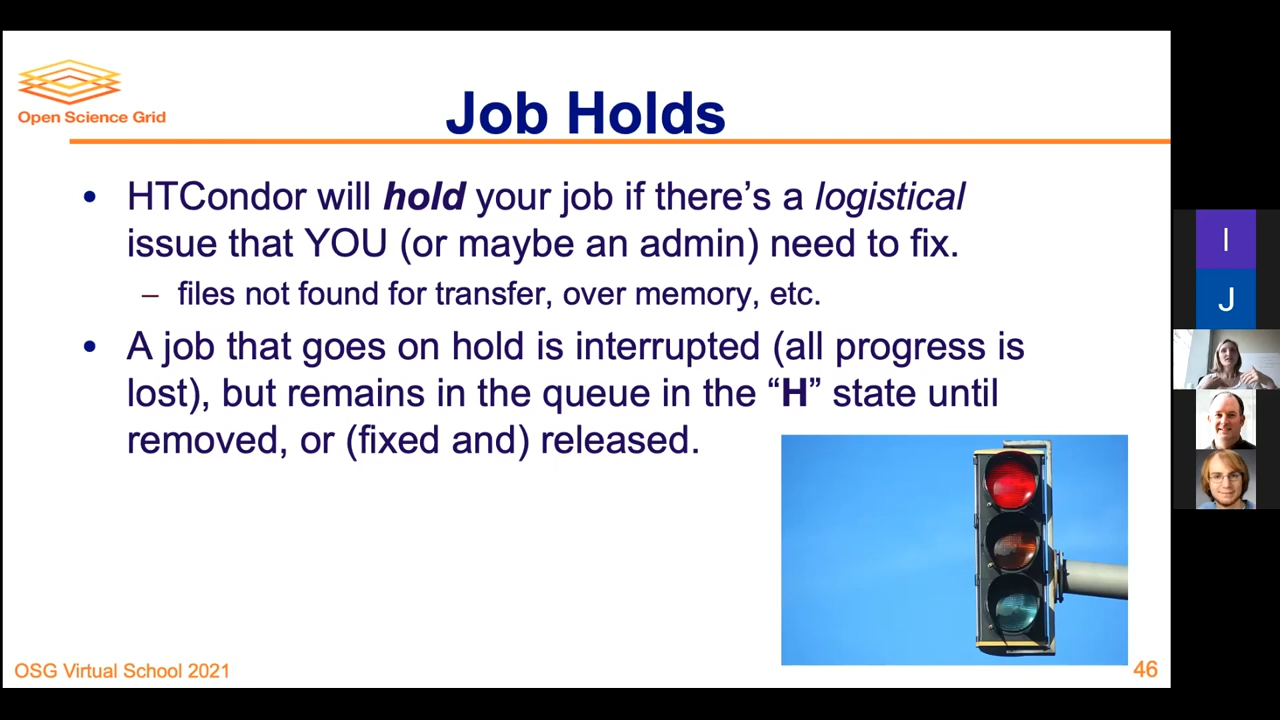 Open Science Grid
Job Holds
• HTCondor will hold your job if there's a logistical
issue that YOU (or maybe an admin) need to fix.
– files not found for transfer, over memory, etc.
• A job that goes on hold is interrupted (all progress is
lost), but remains in the queue in the “H” state until
removed, or (fixed and) released.
OSG Virtual School 2021
46
I
J